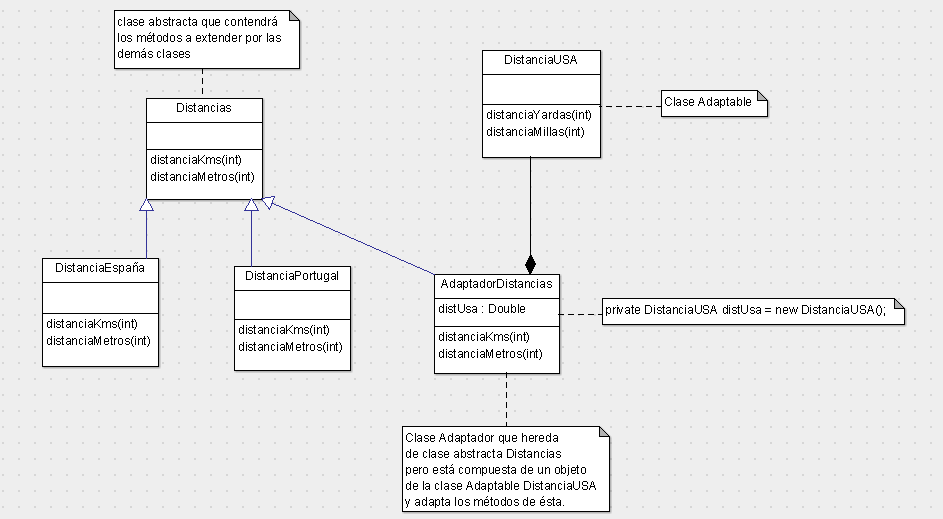 clase abstracta que contendrá
los métodos a extender por las
demás clases
Distancias
distanciaKms(int)
distanciaMetros(int)
DistanciaUSA
distanciaYardas(int)
distanciaMillas(int)
Clase Adaptable
DistanciaEspaña
distanciaKms(int)
distanciaMetros(int)
DistanciaPortugal
distanciaKms(int)
distanciaMetros(int)
AdaptadorDistancias
distUsa : Double
distanciaKms(int)
distanciaMetros(int)
private DistanciaUSA distUsa = new DistanciaUSA();
Clase Adaptador que hereda
de clase abstracta Distancias
pero está compuesta de un objeto
de la clase Adaptable DistanciaUSA
y adapta los métodos de ésta.